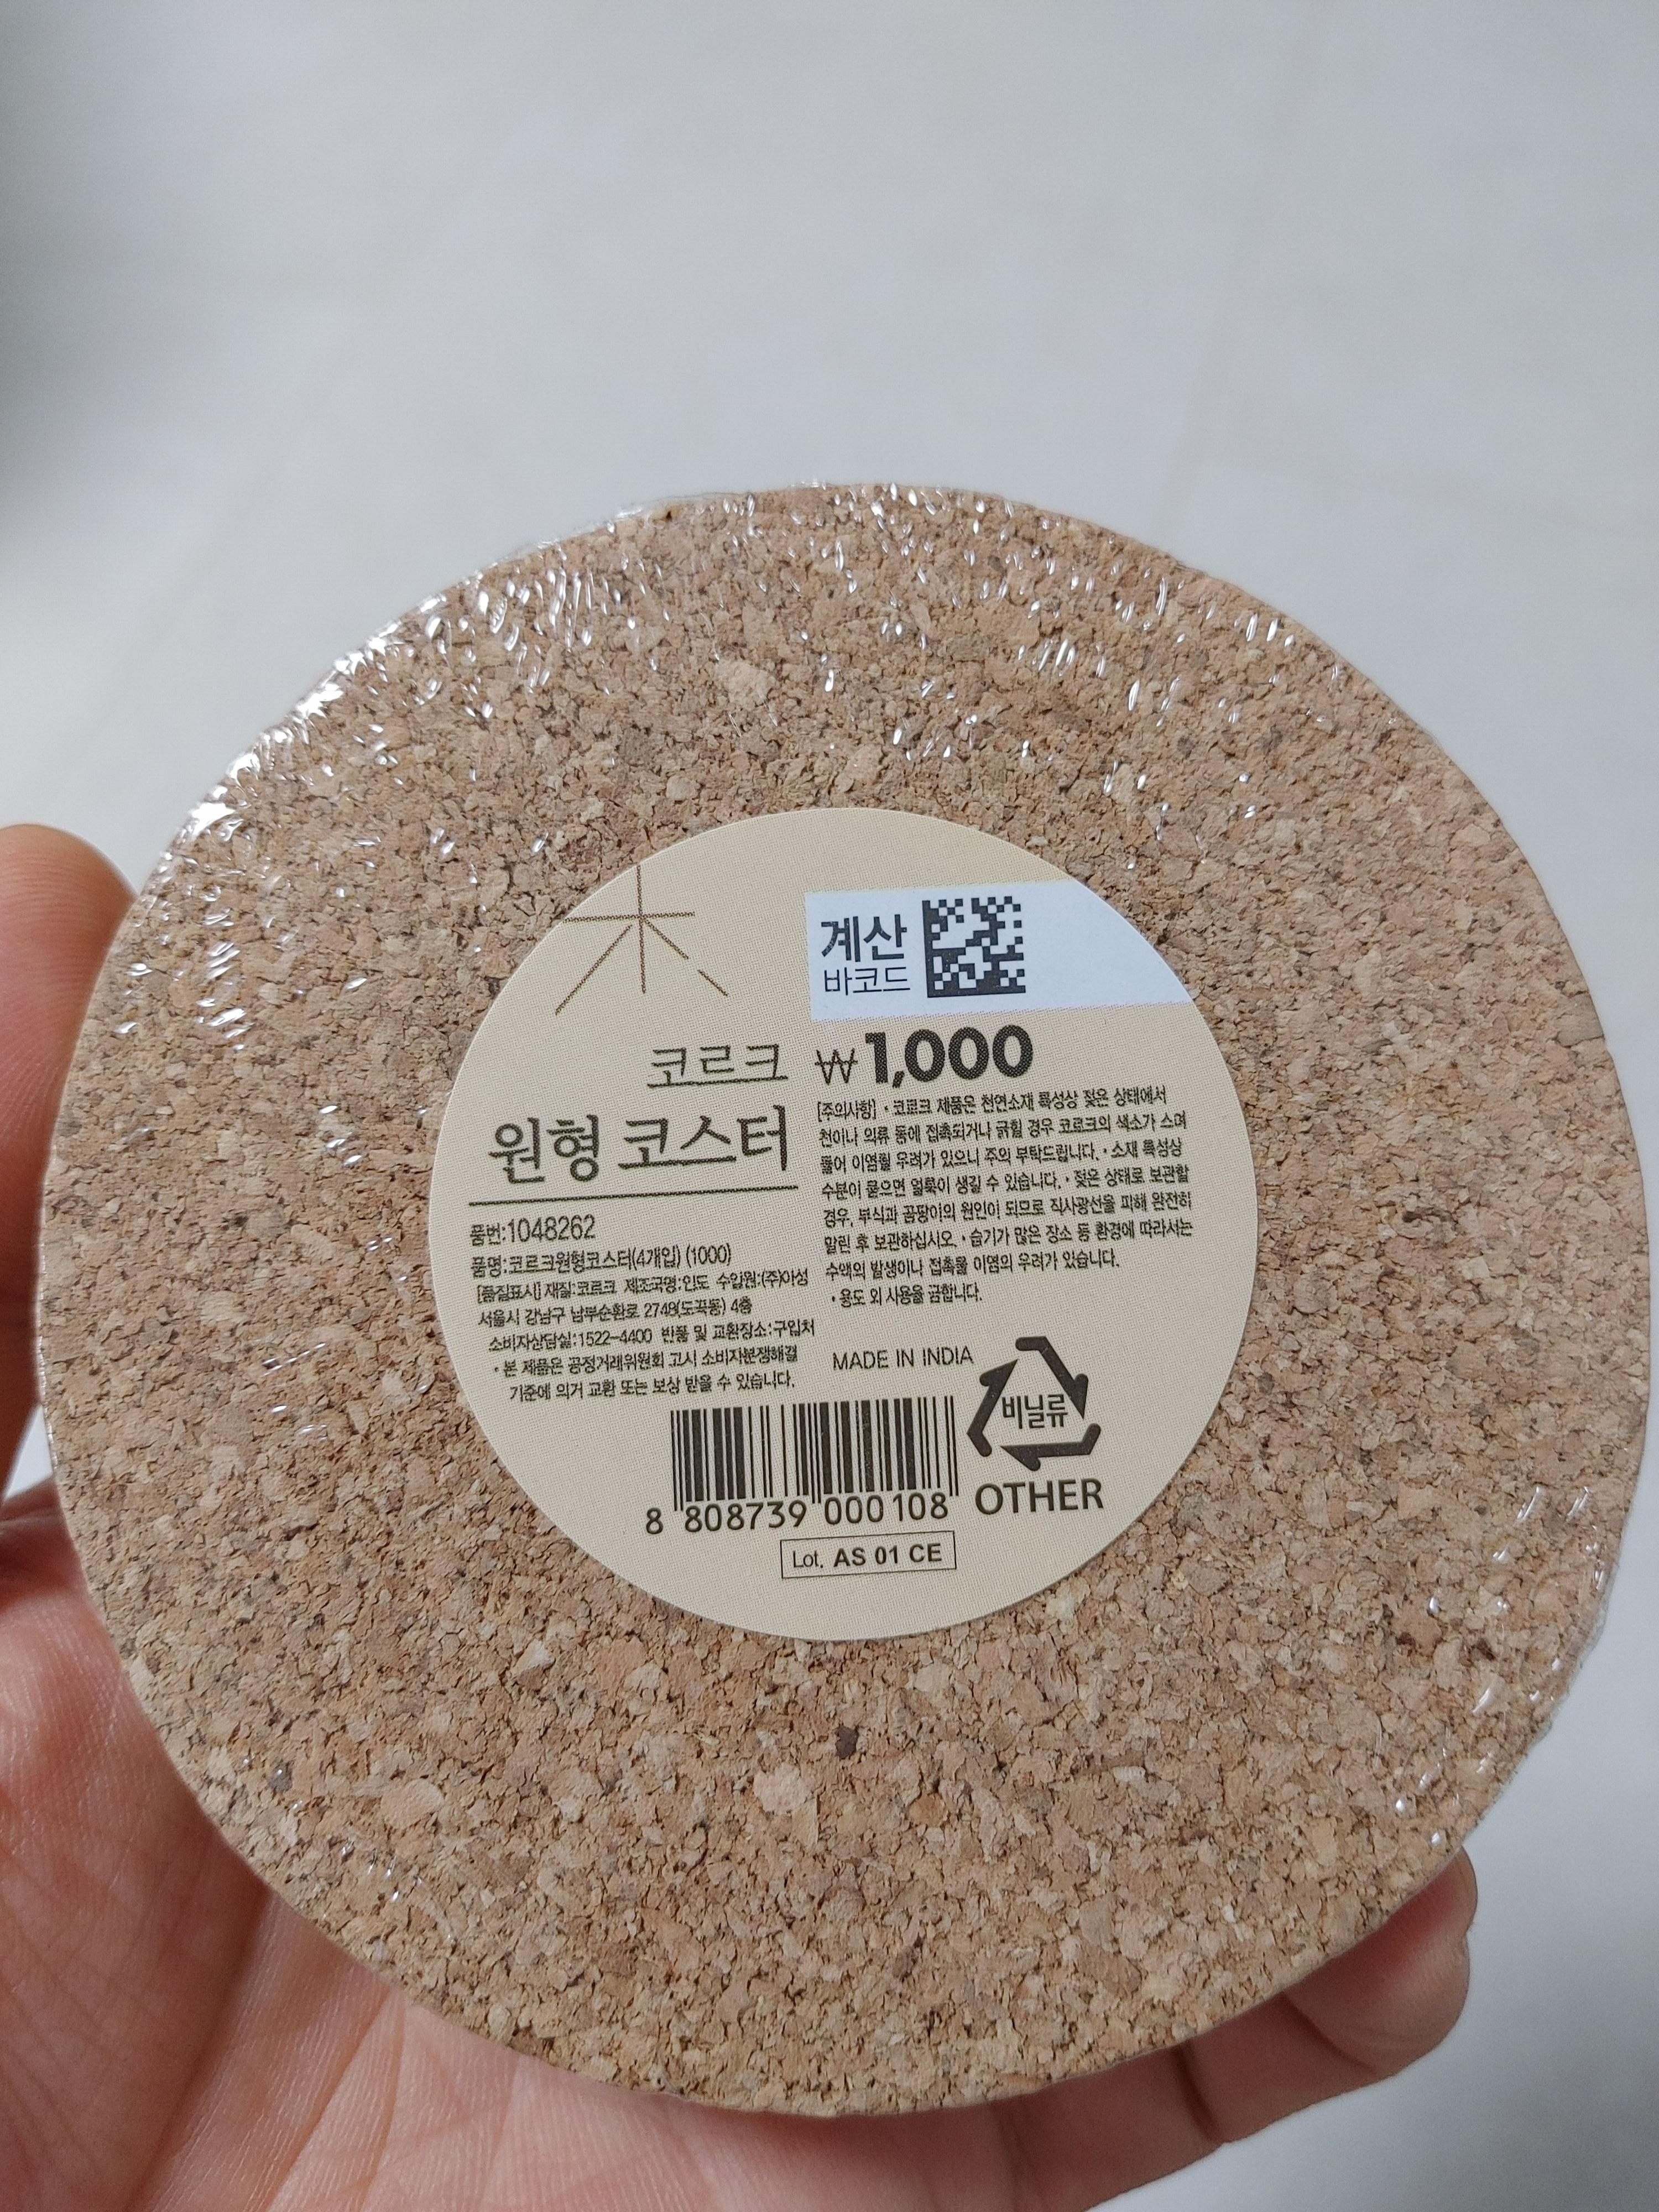 계산
바코드
코르크
원형 코스터
품번:1048262
품명:코르크원형코스터(4개입) (1000)
[품질표시] 재질:코르크 제조국명:인도 수입원:(주)아성
서울시 강남구 남부순환로 2748(도곡동) 4층
소비자상담실:1522-4400 반품 및 교환장소:구입처
• 본 제품은 공정거래위원회 고시 소비자분쟁해결
기준에 의거 교환 또는 보상 받을 수 있습니다.
₩1,000
[주의사항] • 코르크 제품은 천연소재 특성상 젖은 상태에서
천이나 의류 등에 접촉되거나 긁힐 경우 코르크의 색소가 스며
들어 이염될 우려가 있으니 주의 부탁드립니다. • 소재 특성상
수분이 묻으면 얼룩이 생길 수 있습니다. • 젖은 상태로 보관할
경우, 부식과 곰팡이의 원인이 되므로 직사광선을 피해 완전히
말린 후 보관하십시오. • 습기가 많은 장소 등 환경에 따라서는
수액의 발생이나 접촉물 이염의 우려가 있습니다.
• 용도 외 사용을 금합니다.
MADE IN INDIA
비닐류
OTHER
8 808739 000108
Lot. AS 01 CE